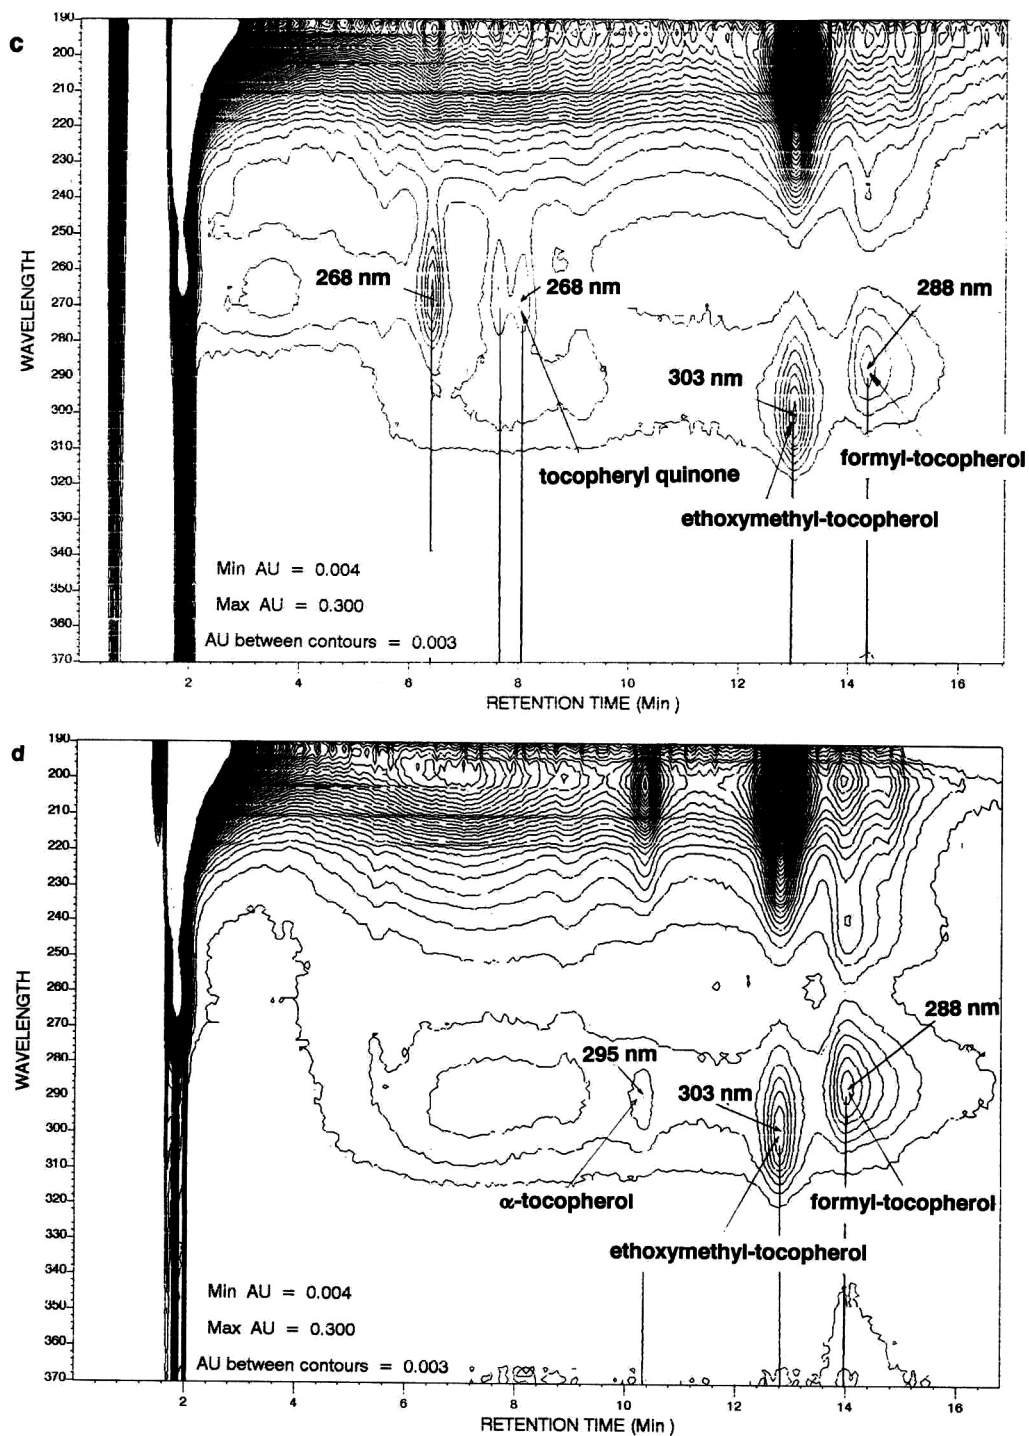 c
190
200
210
220
230
240
250
260
270
280
290
300
310
320
330
340
350
360
370
WAVELENGTH
268 nm
268 nm
288 nm
303 nm
formyl-tocopherol
tocopheryl quinone
ethoxymethyl-tocopherol
Min AU = 0.004
Max AU = 0.300
AU between contours = 0.003
2 4 6 8 10 12 14 16
RETENTION TIME (Min )
d
190
200
210
220
230
240
250
260
270
280
290
300
310
320
330
340
350
360
370
WAVELENGTH
288 nm
295 nm
303 nm
α-tocopherol
formyl-tocopherol
ethoxymethyl-tocopherol
Min AU = 0.004
Max AU = 0.300
AU between contours = 0.003
2 4 6 8 10 12 14 16
RETENTION TIME (Min )